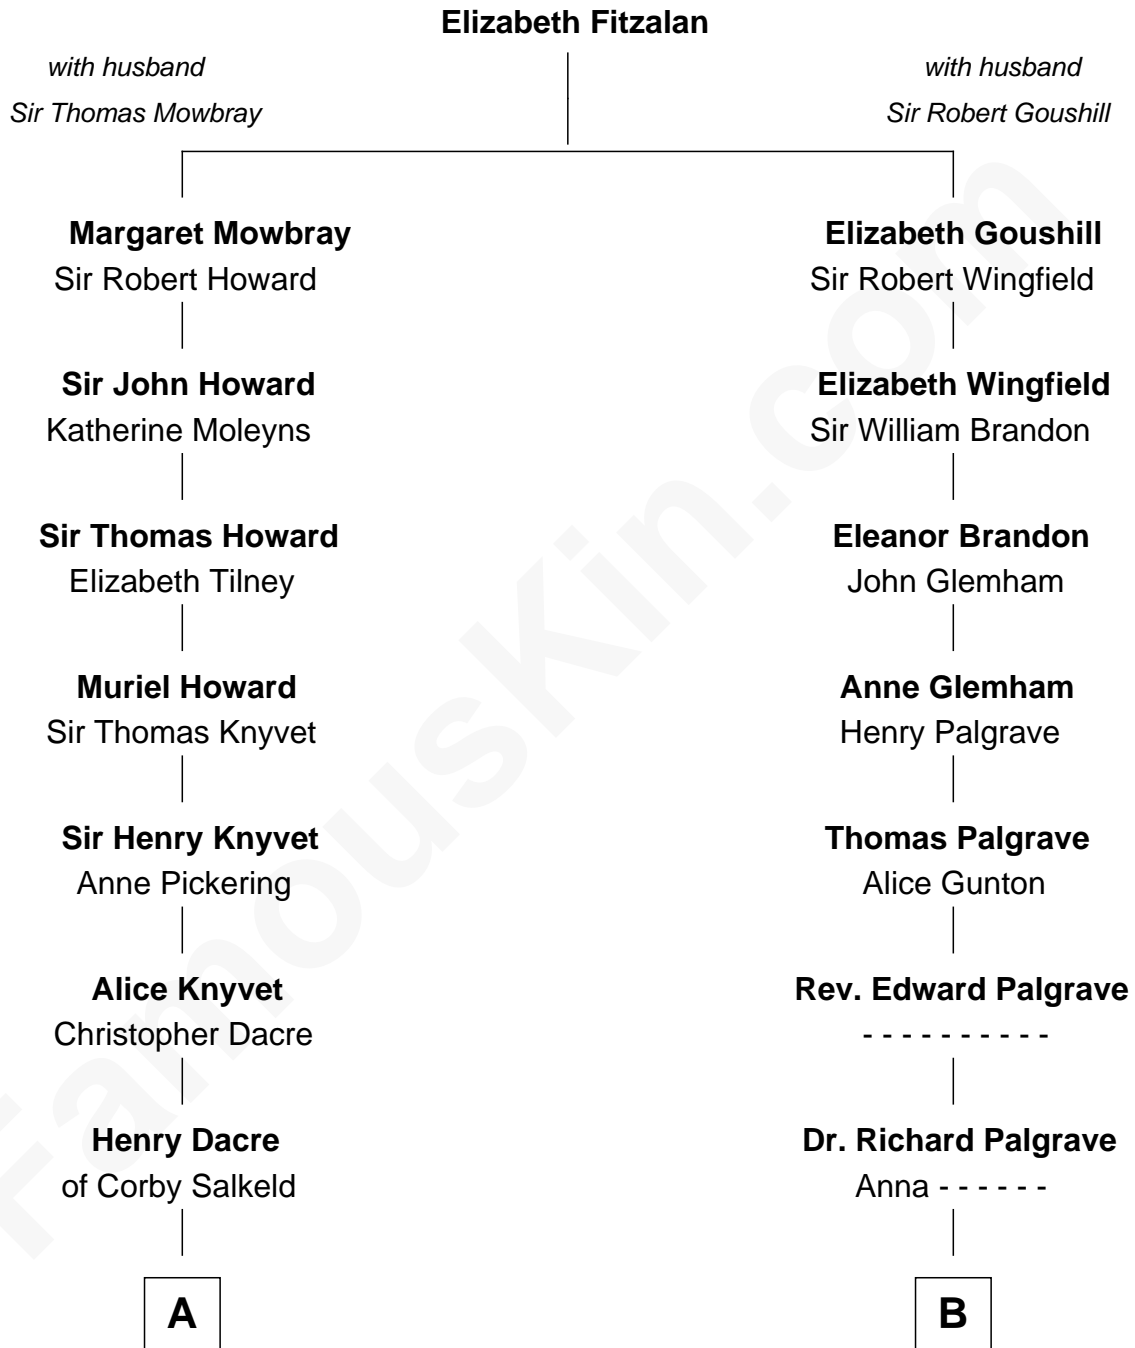 Elizabeth Fitzalan
with husband
Sir Thomas Mowbray
with husband
Sir Robert Goushill
Margaret Mowbray
Sir Robert Howard
Elizabeth Goushill
Sir Robert Wingfield
Sir John Howard
Katherine Moleyns
Elizabeth Wingfield
Sir William Brandon
Sir Thomas Howard
Elizabeth Tilney
Eleanor Brandon
John Glemham
Muriel Howard
Sir Thomas Knyvet
Anne Glemham
Henry Palgrave
Sir Henry Knyvet
Anne Pickering
Thomas Palgrave
Alice Gunton
Alice Knyvet
Christopher Dacre
Rev. Edward Palgrave
- - - - - - - - - -
Henry Dacre
of Corby Salkeld
Dr. Richard Palgrave
Anna - - - - - -
A
B
FamousKin.com